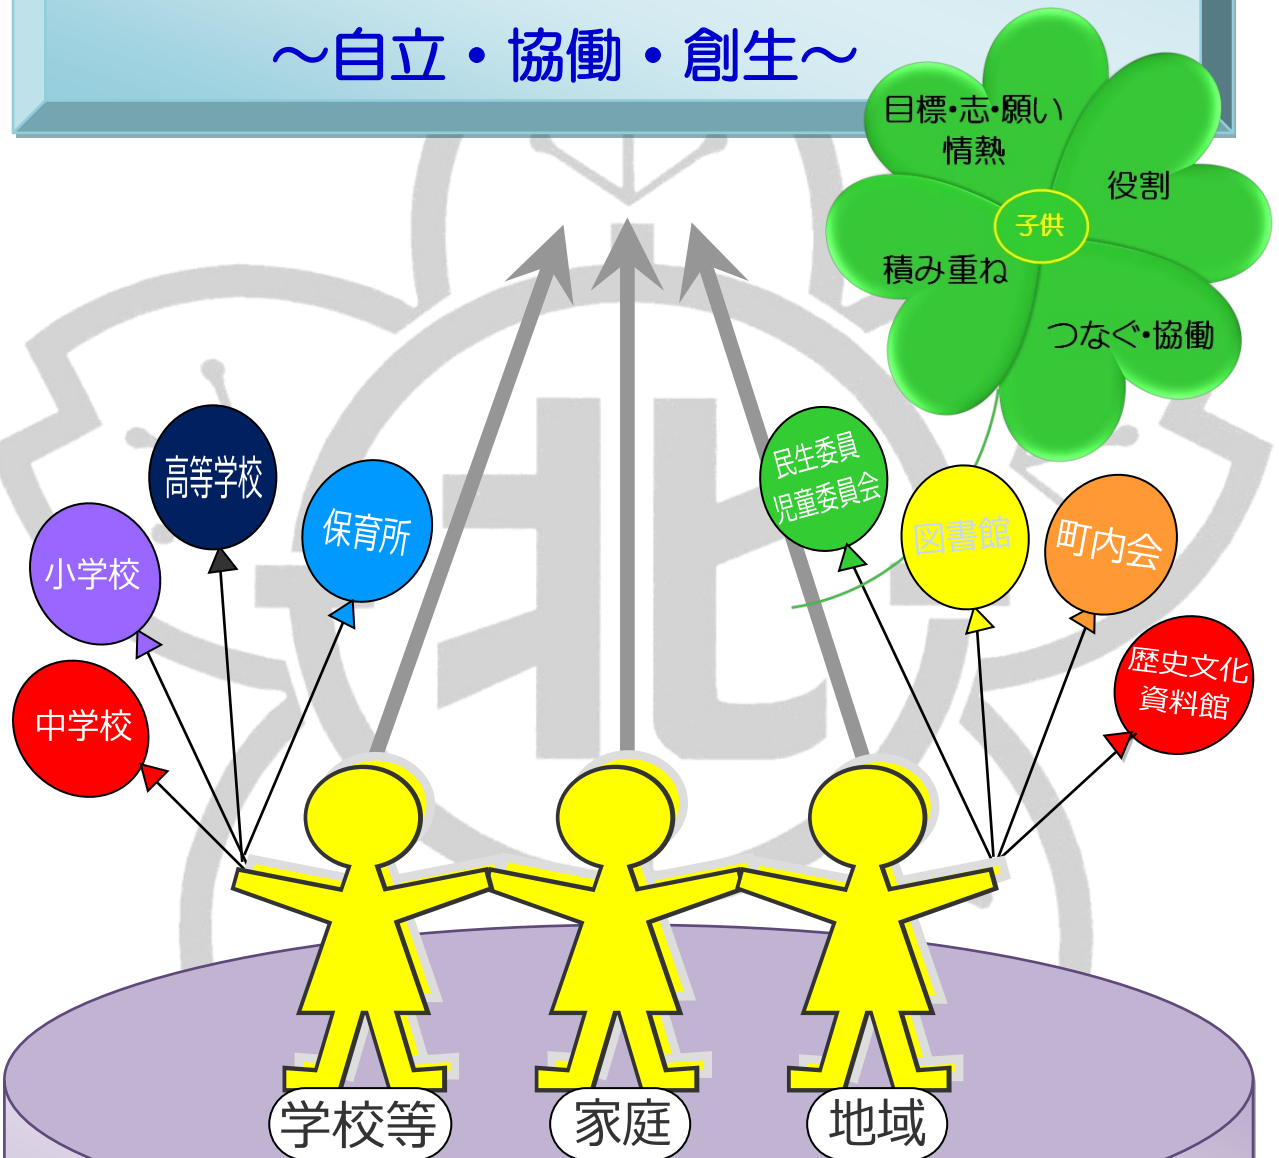 ～自立・協働・創生～
目標・志・願い
情熱
役割
子供
積み重ね
つなぐ・協働
北
高等学校
保育所
小学校
中学校
民生委員
児童委員会
図書館
町内会
歴史文化
資料館
学校等
家庭
地域